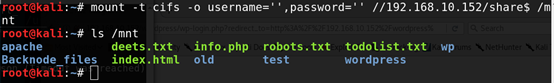 root@kali:~# mount -t cifs -o username='',password='' //192.168.10.152/share$ /m
nt
root@kali:~# ls /mnt
apache deets.txt info.php robots.txt todolist.txt wp
Backnode_files index.html old test wordpress
root@kali:~#